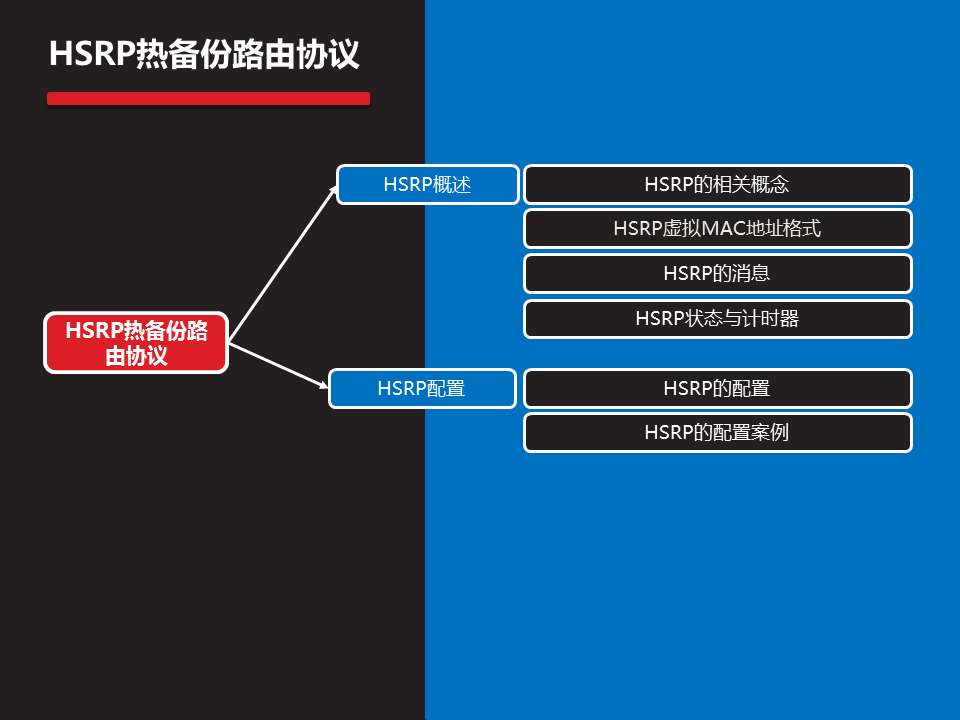 HSRP热备份路由协议
HSRP概述
HSRP的相关概念
HSRP虚拟MAC地址格式
HSRP的消息
HSRP状态与计时器
HSRP热备份路
由协议
HSRP配置
HSRP的配置
HSRP的配置案例